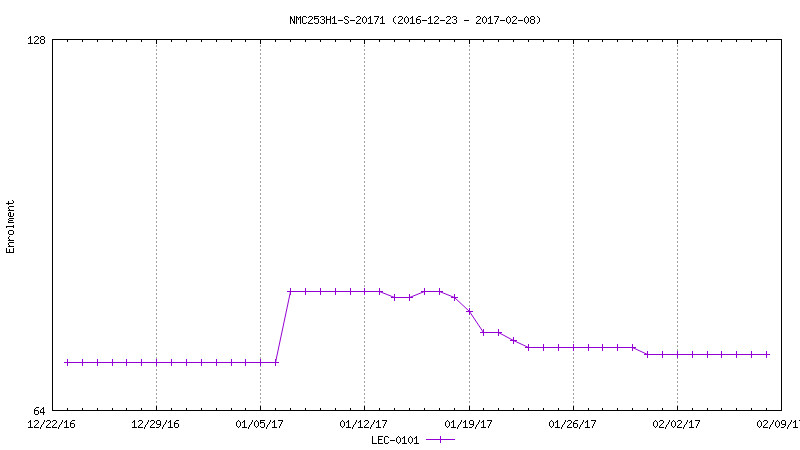 NMC253H1-S-20171 (2016-12-23 - 2017-02-08)
128
Enrolment
64
12/22/16 12/29/16 01/05/17 01/12/17 01/19/17 01/26/17 02/02/17 02/09/1
LEC-0101